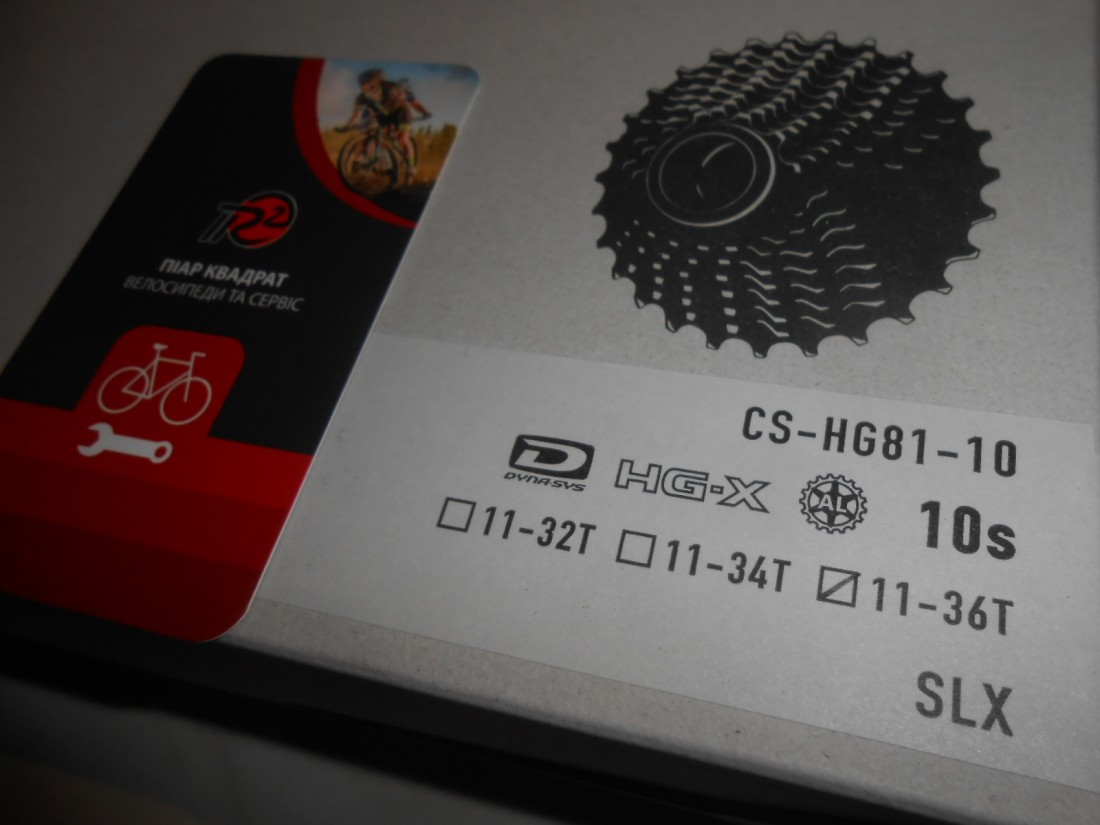 ПІАР КВАДРАТ
ВЕЛОСИПЕДИ ТА СЕРВІС
CS-HG81-10
DYNA-SYS HG-X AL 10s
11-32T 11-34T 11-36T
SLX